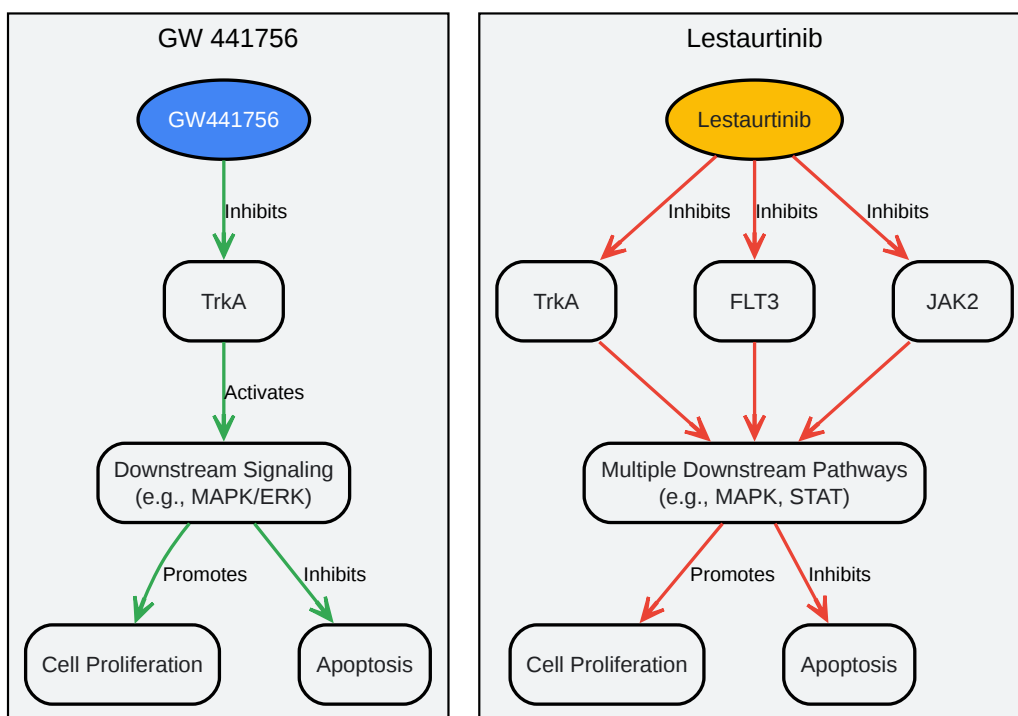 GW 441756
GW441756
Inhibits
TrkA
Activates
Downstream Signaling
(e.g., MAPK/ERK)
Promotes
Inhibits
Cell Proliferation
Apoptosis
Lestaurtinib
Lestaurtinib
Inhibits
Inhibits
Inhibits
TrkA
FLT3
JAK2
Multiple Downstream Pathways
(e.g., MAPK, STAT)
Promotes
Inhibits
Cell Proliferation
Apoptosis